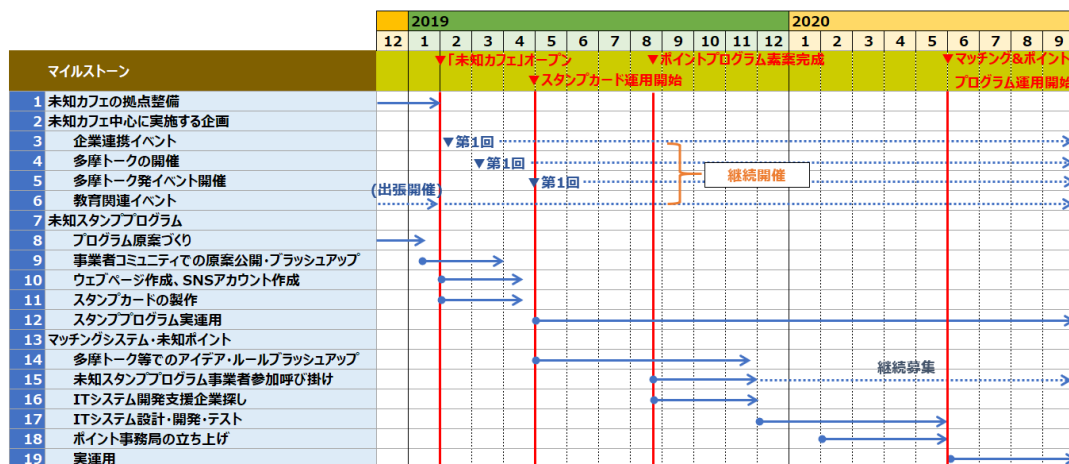 2019 2020
12 1 2 3 4 5 6 7 8 9 10 11 12 1 2 3 4 5 6 7 8 9
マイルストーン
▼「未知カフェ」オープン
▼ポイントプログラム素案完成
▼マッチング&ポイント
▼スタンプカード運用開始
プログラム運用開始
1 未知カフェの拠点整備
2 未知カフェ中心に実施する企画
3 企業連携イベント ▼第1回
4 多摩トークの開催 ▼第1回
5 多摩トーク発イベント開催 ▼第1回
継続開催
(出張開催)
6 教育関連イベント
7 未知スタンププログラム
8 プログラム原案づくり
9 事業者コミュニティでの原案公開・ブラッシュアップ
10 ウェブページ作成、SNSアカウント作成
11 スタンプカードの製作
12 スタンププログラム実運用
13 マッチングシステム・未知ポイント
14 多摩トーク等でのアイデア・ルールブラッシュアップ
15 未知スタンププログラム事業者参加呼び掛け 継続募集
16 ITシステム開発支援企業探し
17 ITシステム設計・開発・テスト
18 ポイント事務局の立ち上げ
19 実運用